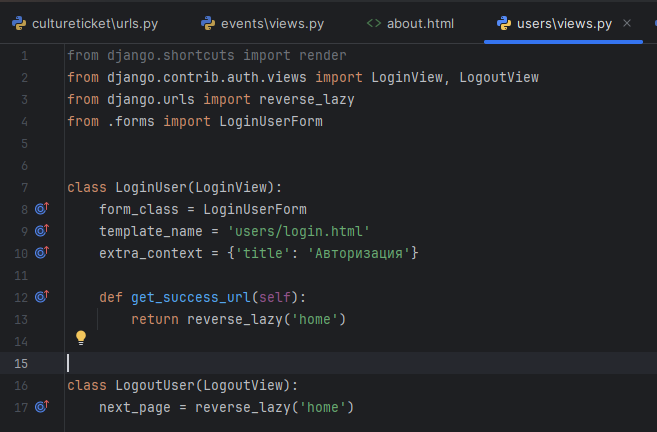 cultureticket\urls.py events\views.py about.html users\views.py
1 from django.shortcuts import render
2 from django.contrib.auth.views import LoginView, LogoutView
3 from django.urls import reverse_lazy
4 from .forms import LoginUserForm
5
6
7 class LoginUser(LoginView):
8     form_class = LoginUserForm
9     template_name = 'users/login.html'
10     extra_context = {'title': 'Авторизация'}
11
12     def get_success_url(self):
13         return reverse_lazy('home')
14
15
16 class LogoutUser(LogoutView):
17     next_page = reverse_lazy('home')